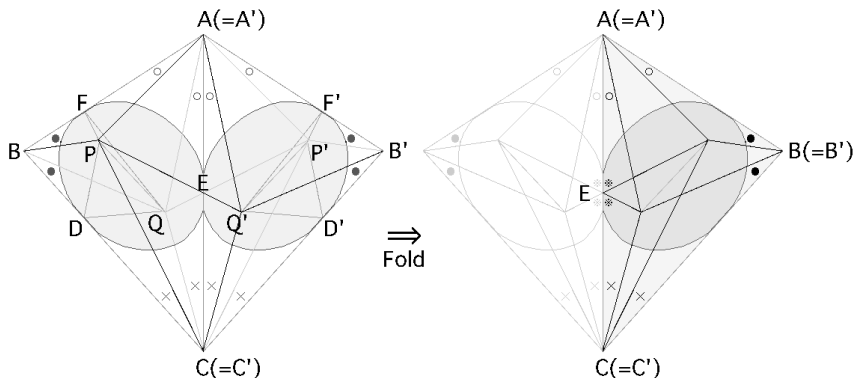 A(=A')
A(=A')
F
F'
B
P
P'
B'
B(=B')
E
E
D
Q
Q'
D'
⇒
Fold
C(=C')
C(=C')